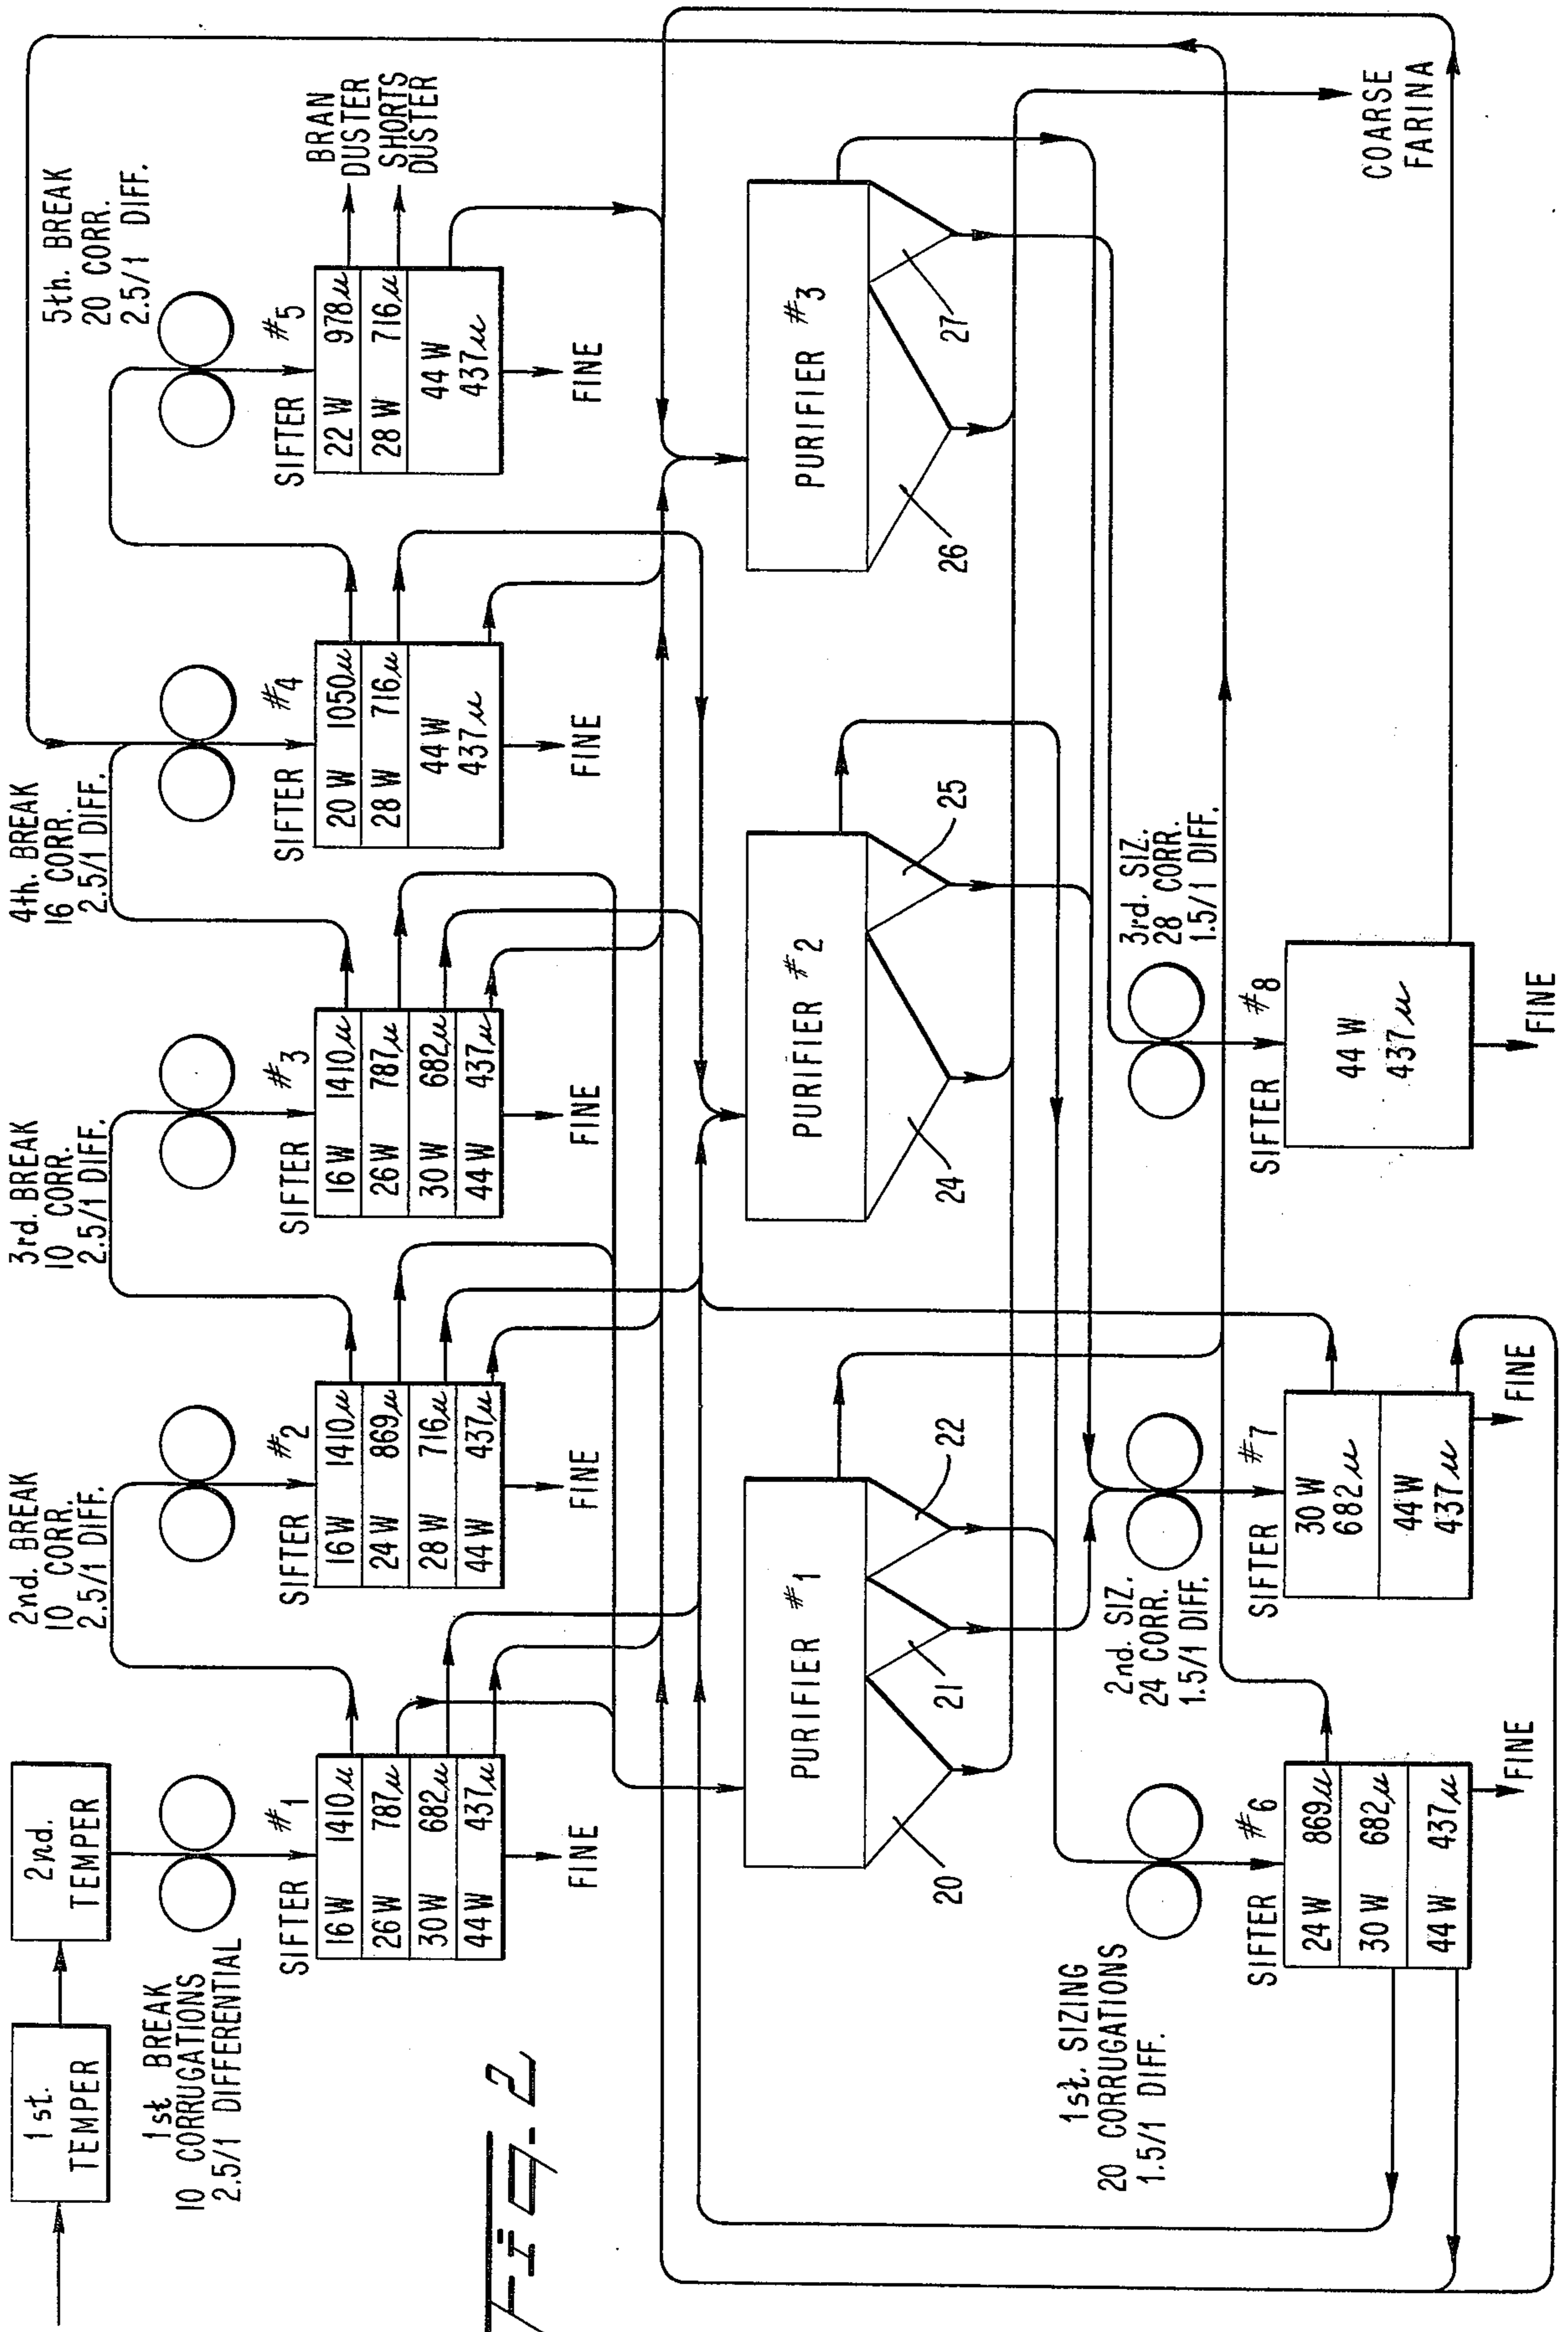 1st.
TEMPER
2nd.
TEMPER
1st BREAK
10 CORRUGATIONS
2.5/1 DIFFERENTIAL
2nd. BREAK
10 CORR.
2.5/1 DIFF.
3rd. BREAK
10 CORR.
2.5/1 DIFF.
4th. BREAK
16 CORR.
2.5/1 DIFF.
5th. BREAK
20 CORR.
2.5/1 DIFF.
SIFTER #1
16 W 1410µ
26W 787µ
30W 682µ
44W 437µ
FINE
SIFTER #2
16 W 1410µ
24 W 869µ
28 W 716µ
44 W 437µ
FINE
SIFTER #3
16 W 1410µ
26W 787µ
30 W 682µ
44 W 437µ
FINE
SIFTER #4
20 W 1050µ
28 W 716µ
44 W
437µ
FINE
SIFTER #5
22 W 978µ
28 W 716µ
44 W
437µ
FINE
BRAN
DUSTER
SHORTS
DUSTER
Fig-2
PURIFIER #1
20
21
22
PURIFIER #2
24
25
PURIFIER #3
26
27
1st. SIZING
20 CORRUGATIONS
1.5/1 DIFF.
2nd. SIZ.
24 CORR.
1.5/1 DIFF.
3rd. SIZ.
28 CORR.
1.5/1 DIFF.
SIFTER #6
24 W 869µ
30 W 682µ
44 W 437µ
FINE
SIFTER #7
30 W
682µ
44W
437µ
FINE
SIFTER #8
44 W
437µ
FINE
COARSE
FARINA